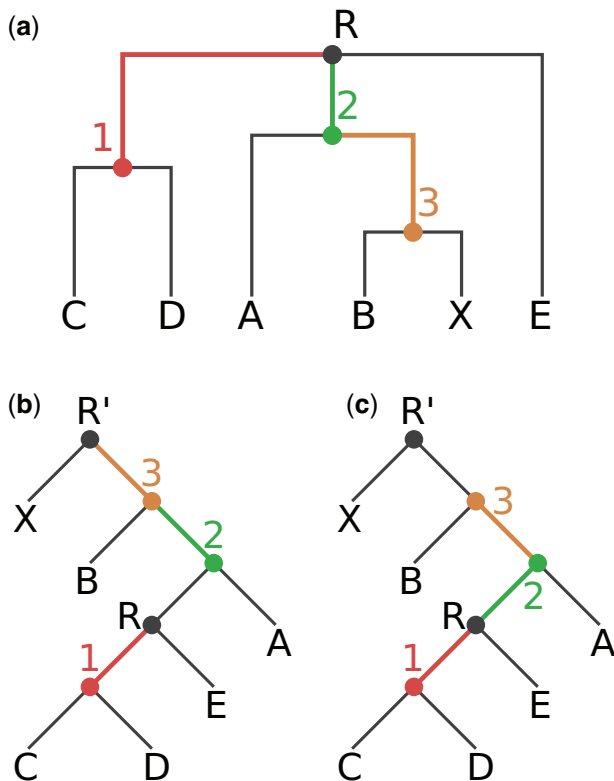 (a)
R
1
2
3
C D A B X E
(b) (c)
R' R'
3 3
X X
2
B B
2
R A R A
1 1
E E
C D C D